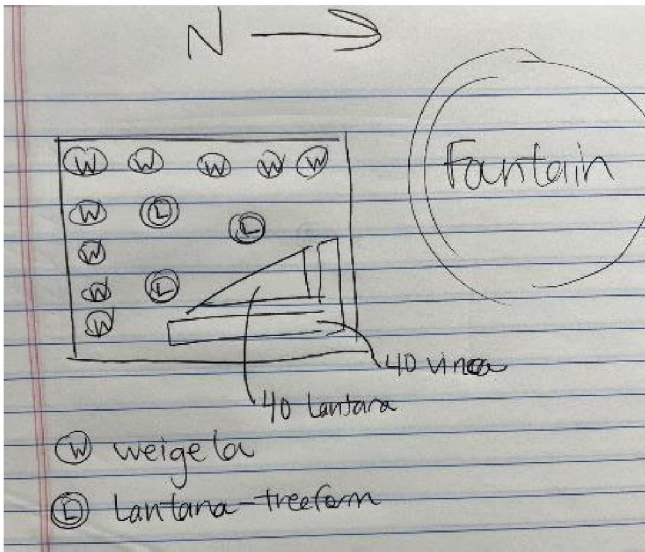 N
W W W W W
Fountain
W L
L
W
W L
W
40 vinca
40 lantana
W weigela
L Lantana-treeform